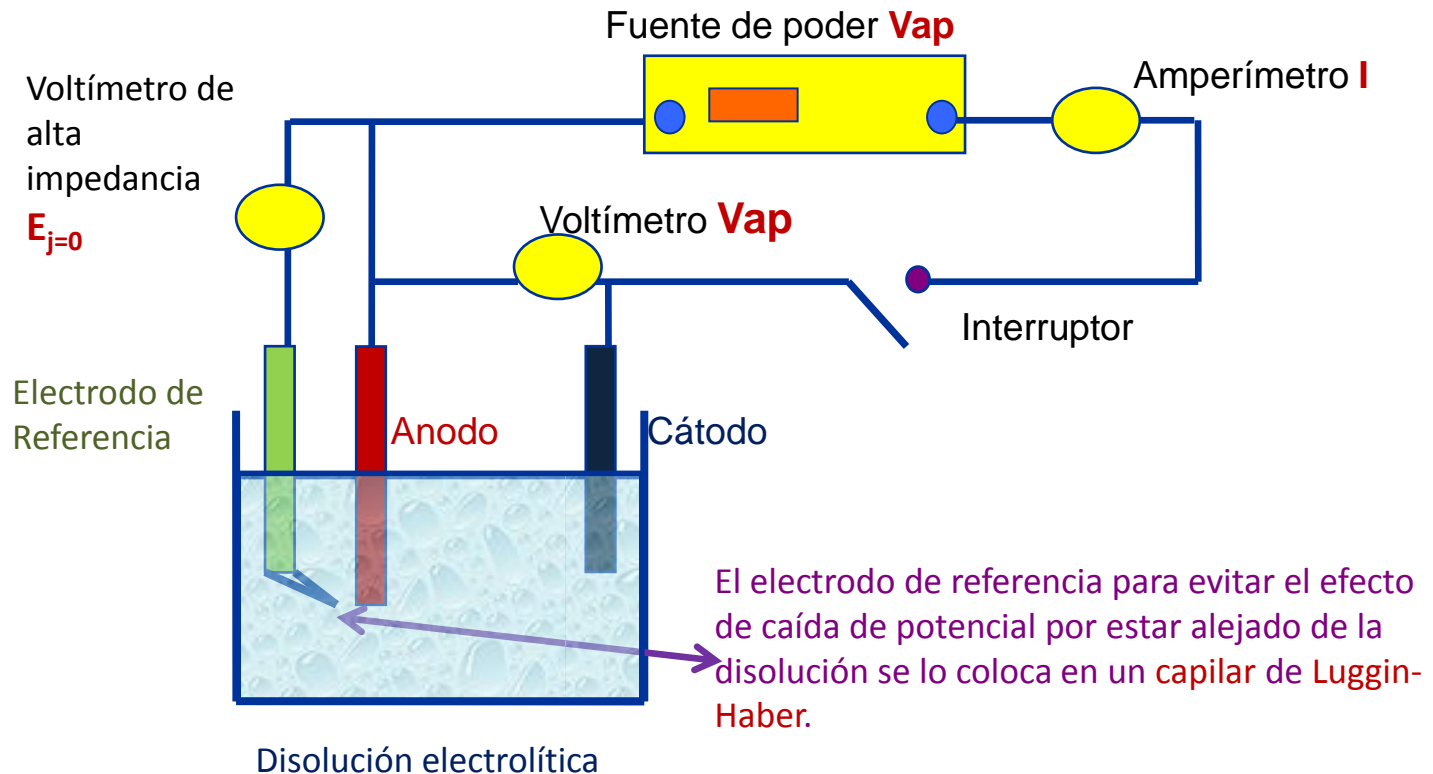 Fuente de poder Vap
Voltímetro de
alta
impedancia
E_{j=0}
Amperímetro I
Voltímetro Vap
Interruptor
Electrodo de
Referencia
Anodo
Cátodo
El electrodo de referencia para evitar el efecto
de caída de potencial por estar alejado de la
disolución se lo coloca en un capilar de Luggin-
Haber.
Disolución electrolítica